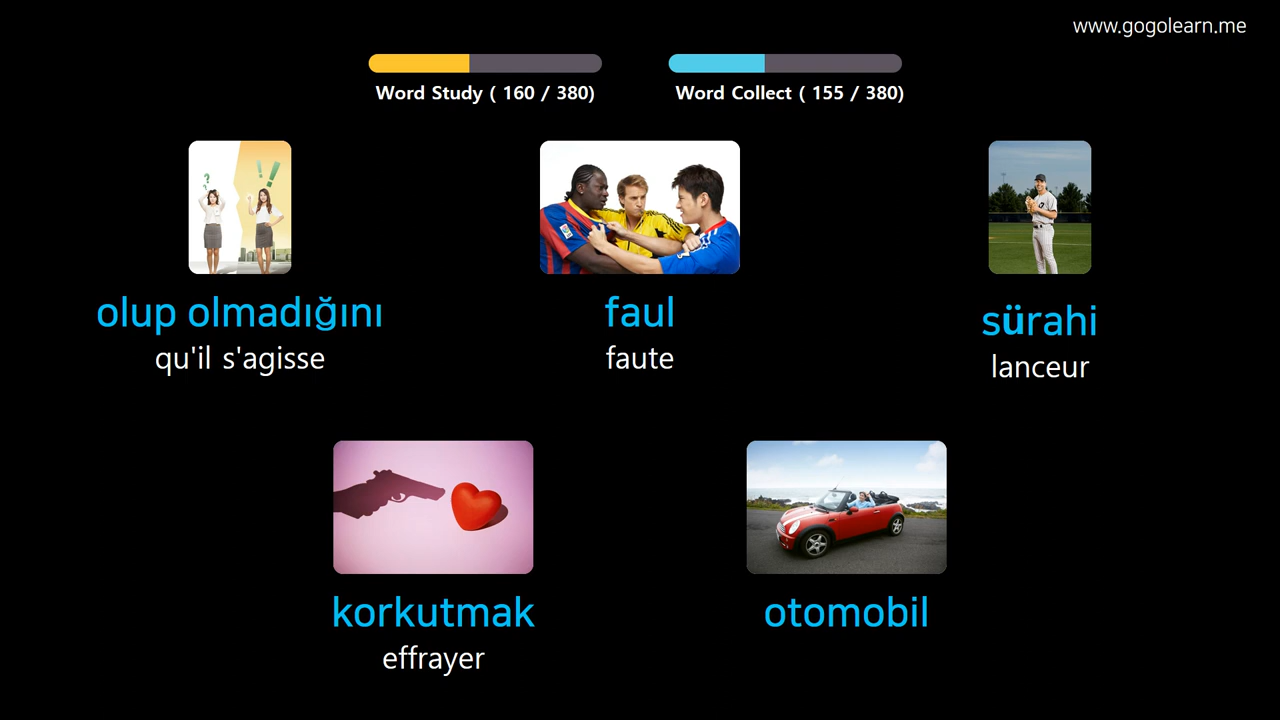 www.gogolearn.me
Word Study ( 160 / 380)
Word Collect ( 155 / 380)
olup olmadığını
qu'il s'agisse
faul
faute
sürahi
lanceur
korkutmak
effrayer
otomobil